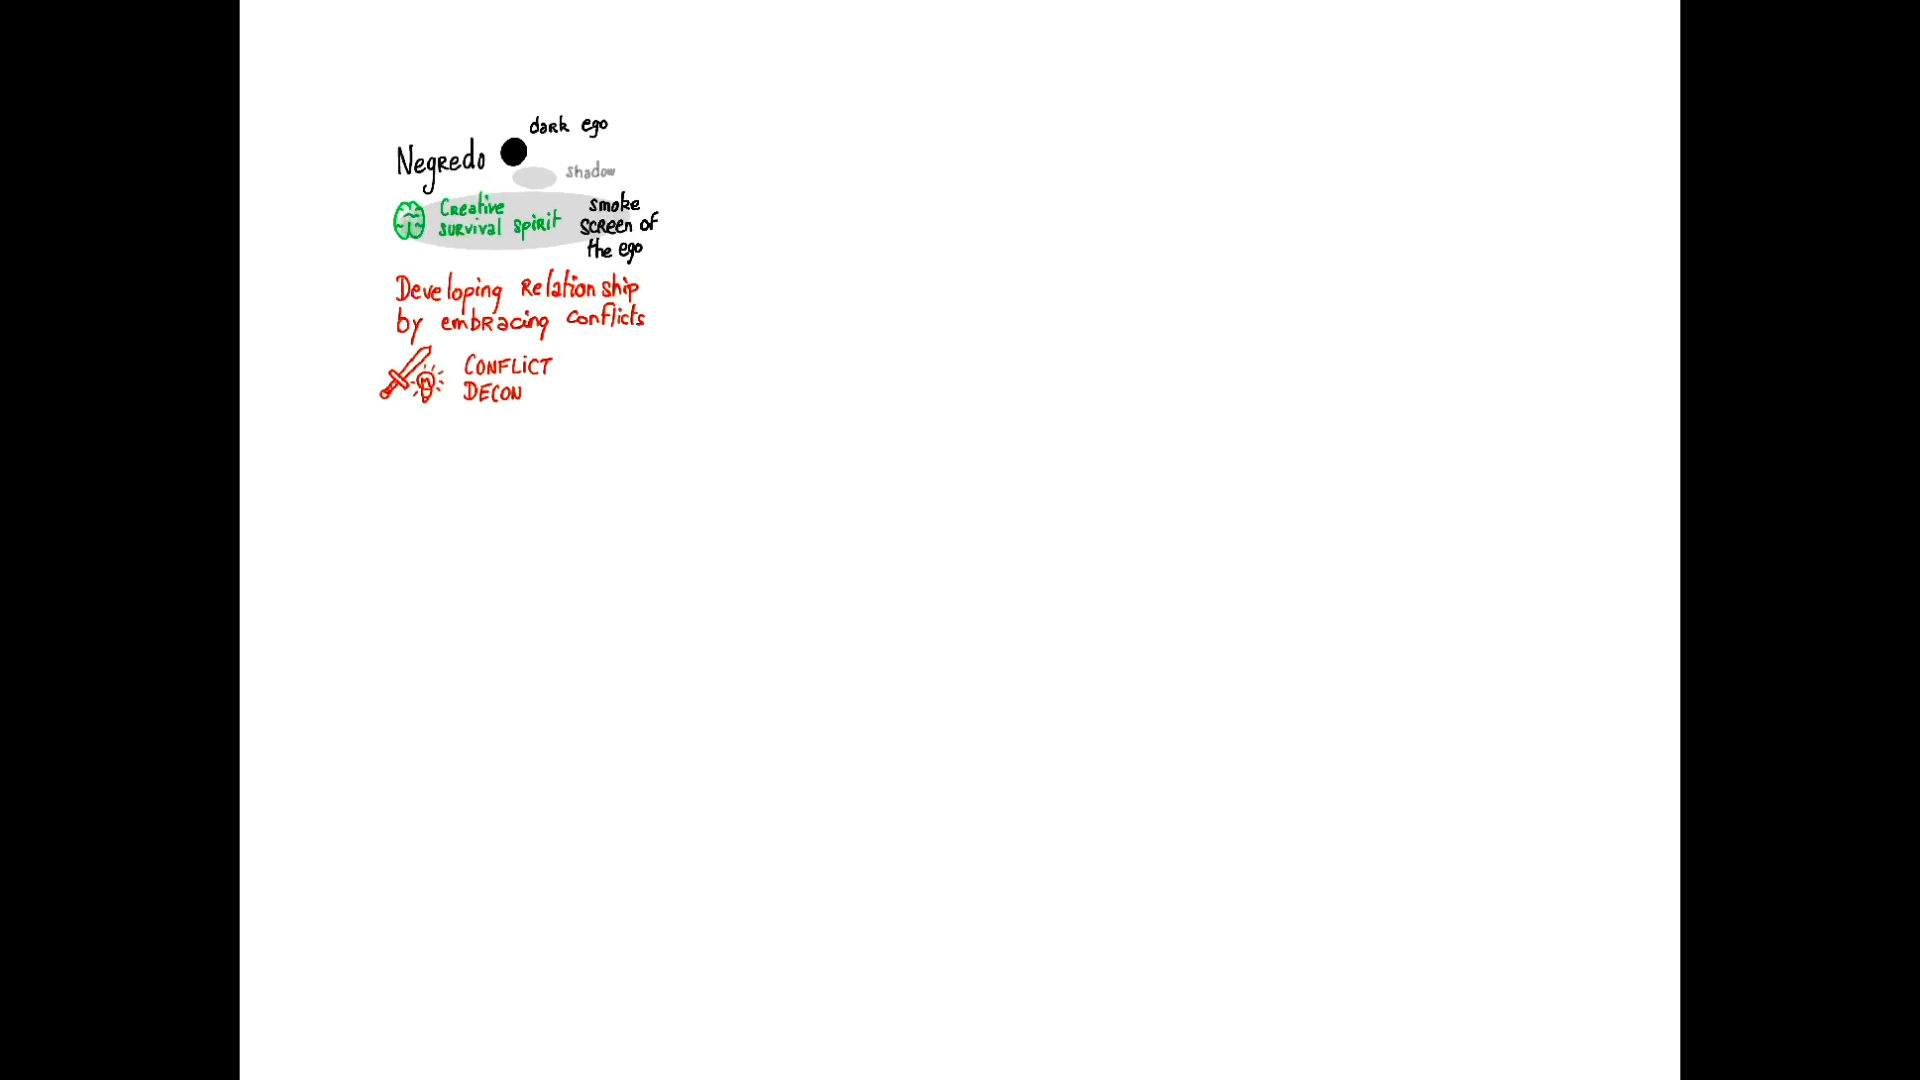 dark ego
Negredo
shadow
Creative
survival spirit
smoke
screen of
the ego
Developing Relationship
by embracing conflicts
CONFLICT
DECON